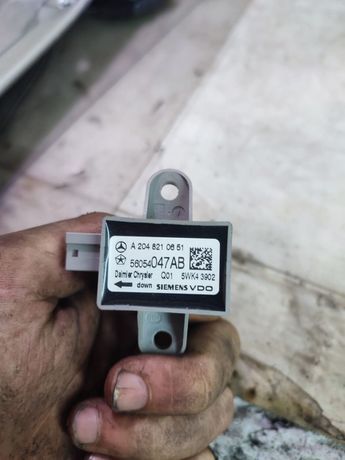 A 204 821 06 51
56054047AB
Daimler Chrysler Q01 5WK4 3902
down SIEMENS VDO